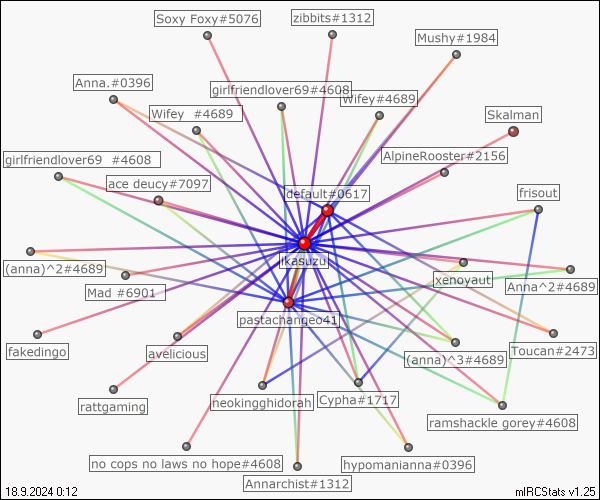 Soxy Foxy#5076
zibbits#1312
Mushy#1984
Anna.#0396
girlfriendlover69#4608
Wifey #4689
Wifey#4689
Skalman
girlfriendlover69 #4608
AlpineRooster#2156
ace deucy#7097
default#0617
frisout
ikasuzu
(anna)^2#4689
xenoyaut
Anna^2#4689
Mad #6901
pastachangeo41
fakedingo
avelicious
(anna)^3#4689
Toucan#2473
rattgaming
neokingghidorah
Cypha#1717
ramshackle gorey#4608
no cops no laws no hope#4608
hypomanianna#0396
Annarchist#1312
18.9.2024 0:12
mIRCStats v1.25